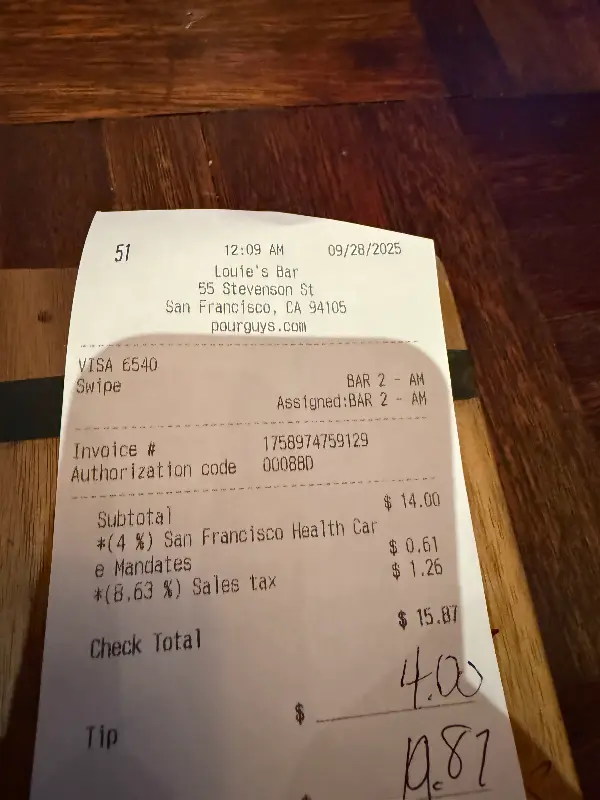 51 12:09 AM 09/28/2025
Louie's Bar
55 Stevenson St
San Francisco, CA 94105
pourguys.com
VISA 6540
Swipe BAR 2 - AM
Assigned:BAR 2 - AM
Invoice # 1758974759129
Authorization code 00088D
Subtotal $ 14.00
*(4 %) San Francisco Health Car
e Mandates $ 0.61
*(8.63 %) Sales tax $ 1.26
Check Total $ 15.87
Tip $ 4.00
19.87